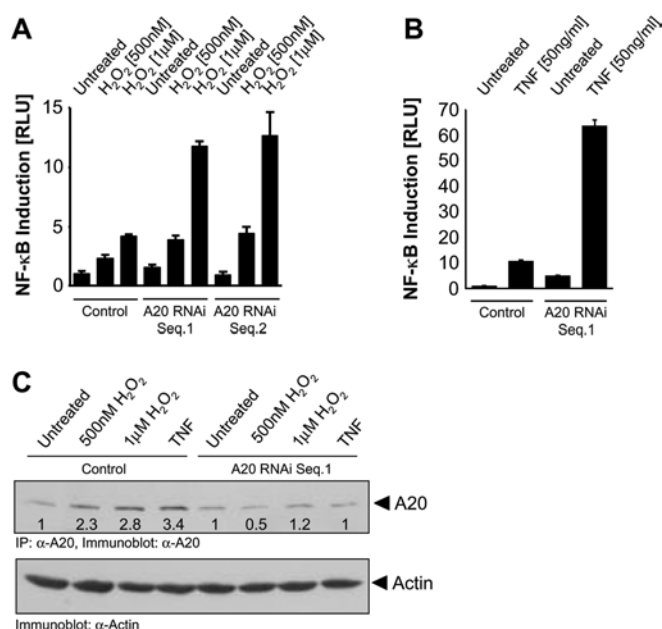 A
Untreated
H₂O₂ [500nM]
H₂O₂ [1µM]
Untreated
H₂O₂ [500nM]
H₂O₂ [1µM]
Untreated
H₂O₂ [500nM]
H₂O₂ [1µM]
NF-κB Induction [RLU]
15
10
5
0
Control
A20 RNAi
Seq.1
A20 RNAi
Seq.2
B
Untreated
TNF [50ng/ml]
Untreated
TNF [50ng/ml]
NF-κB Induction [RLU]
70
60
50
40
30
20
10
0
Control
A20 RNAi
Seq.1
C
Untreated
500nM H₂O₂
1µM H₂O₂
TNF
Untreated
500nM H₂O₂
1µM H₂O₂
TNF
Control
A20 RNAi Seq.1
A20
1 2.3 2.8 3.4 1 0.5 1.2 1
IP: α-A20, Immunoblot: α-A20
Actin
Immunoblot: α-Actin